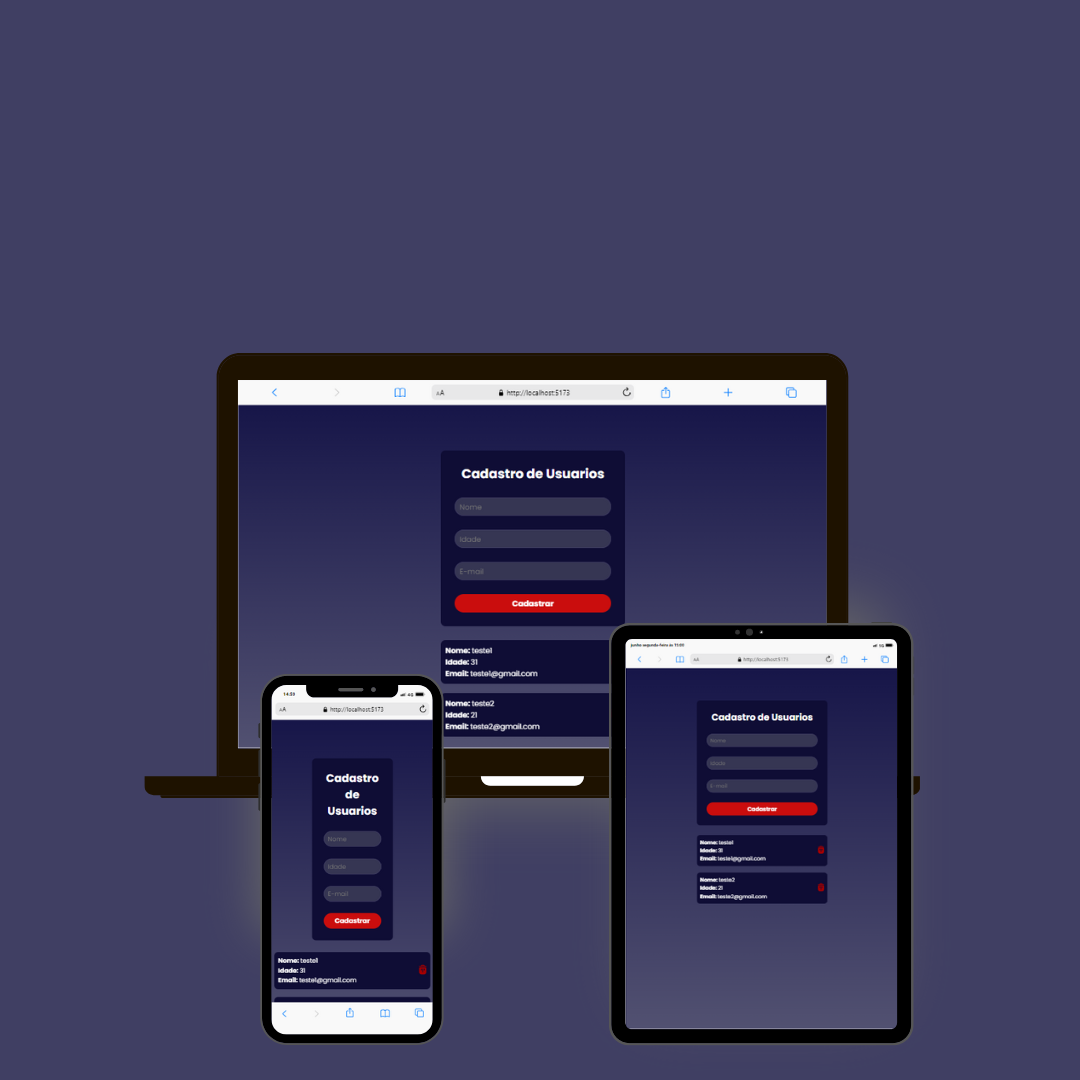 AA http://localhost:5173
Cadastro de Usuarios
Nome
Idade
E-mail
Cadastrar
Nome: teste1
Idade: 31
Email: teste1@gmail.com
Nome: teste2
Idade: 21
Email: teste2@gmail.com
14:59 4G
AA http://localhost:5173
Cadastro
de
Usuarios
Nome
Idade
E-mail
Cadastrar
Nome: teste1
Idade: 31
Email: teste1@gmail.com
AA http://localhost:5173
Cadastro de Usuarios
Nome
Idade
E-mail
Cadastrar
Nome: teste1
Idade: 31
Email: teste1@gmail.com
Nome: teste2
Idade: 21
Email: teste2@gmail.com